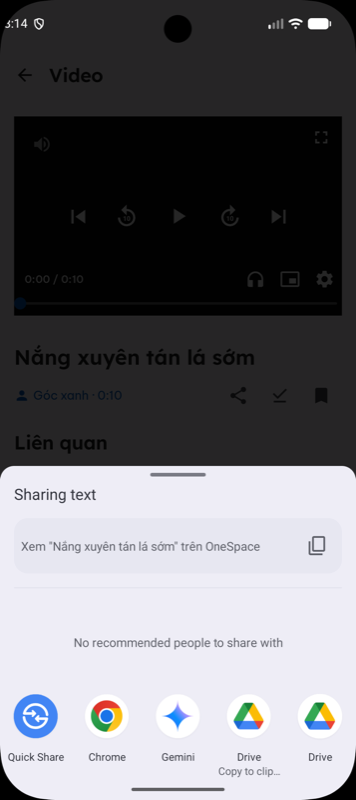 3:14
Video
10 10
0:00 / 0:10
Nắng xuyên tán lá sớm
Góc xanh · 0:10
Liên quan
Sharing text
Xem "Nắng xuyên tán lá sớm" trên OneSpace
No recommended people to share with
Quick Share Chrome Gemini Drive Drive
Copy to clip...